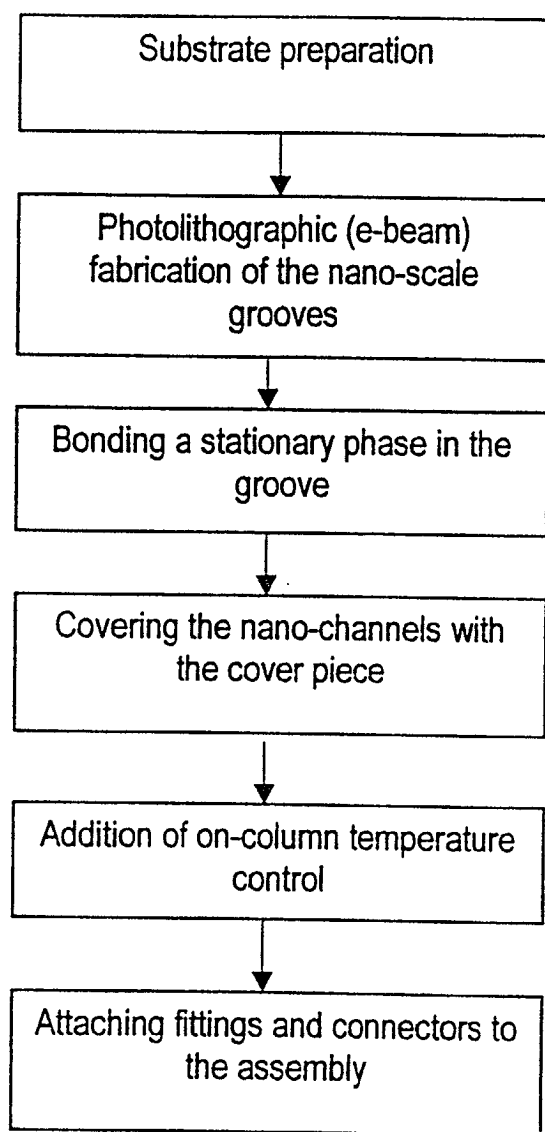 Substrate preparation
Photolithographic (e-beam)
fabrication of the nano-scale
grooves
Bonding a stationary phase in the
groove
Covering the nano-channels with
the cover piece
Addition of on-column temperature
control
Attaching fittings and connectors to
the assembly